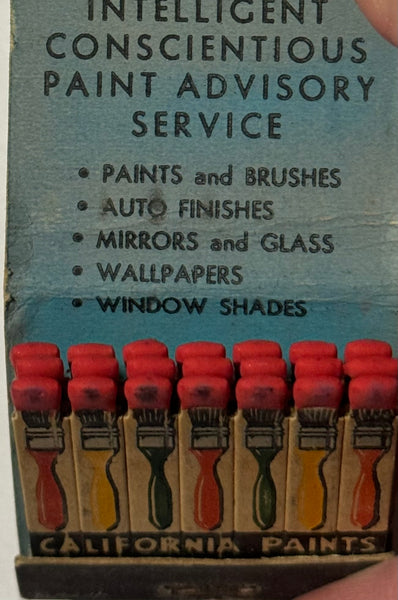 INTELLIGENT
CONSCIENTIOUS
PAINT ADVISORY
SERVICE
• PAINTS and BRUSHES
• AUTO FINISHES
• MIRRORS and GLASS
• WALLPAPERS
• WINDOW SHADES
CALIFORNIA PAINTS